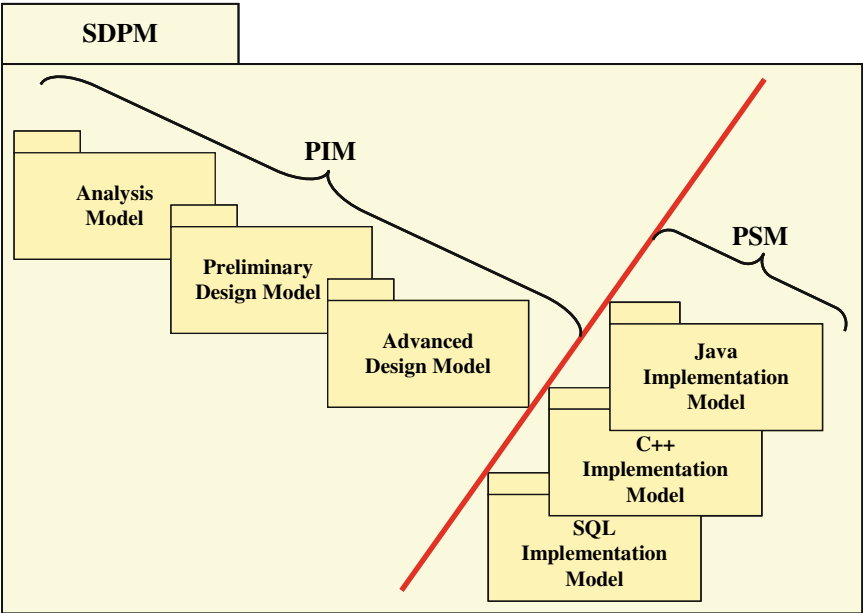 SDPM
PIM
Analysis
Model
Preliminary
Design Model
Advanced
Design Model
PSM
Java
Implementation
Model
C++
Implementation
Model
SQL
Implementation
Model